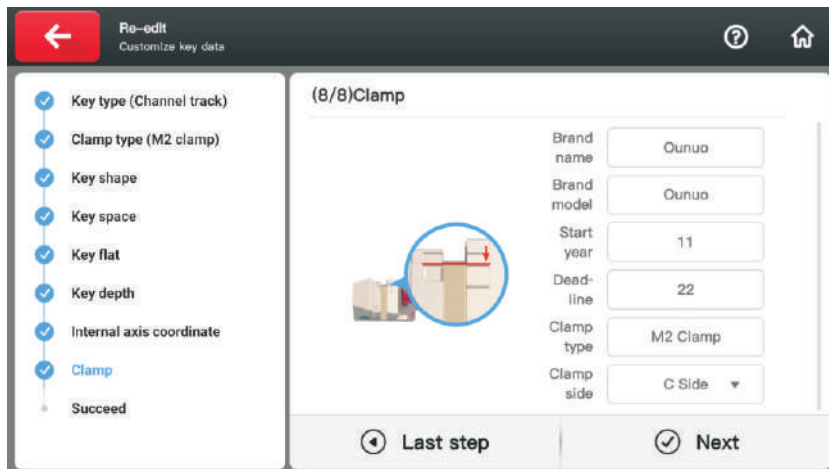 Re-edit
Customize key data
Key type (Channel track)
Clamp type (M2 clamp)
Key shape
Key space
Key flat
Key depth
Internal axis coordinate
Clamp
Succeed
(8/8)Clamp
Brand
name
Ounuo
Brand
model
Ounuo
Start
year
11
Dead-
line
22
Clamp
type
M2 Clamp
Clamp
side
C Side
Last step
Next